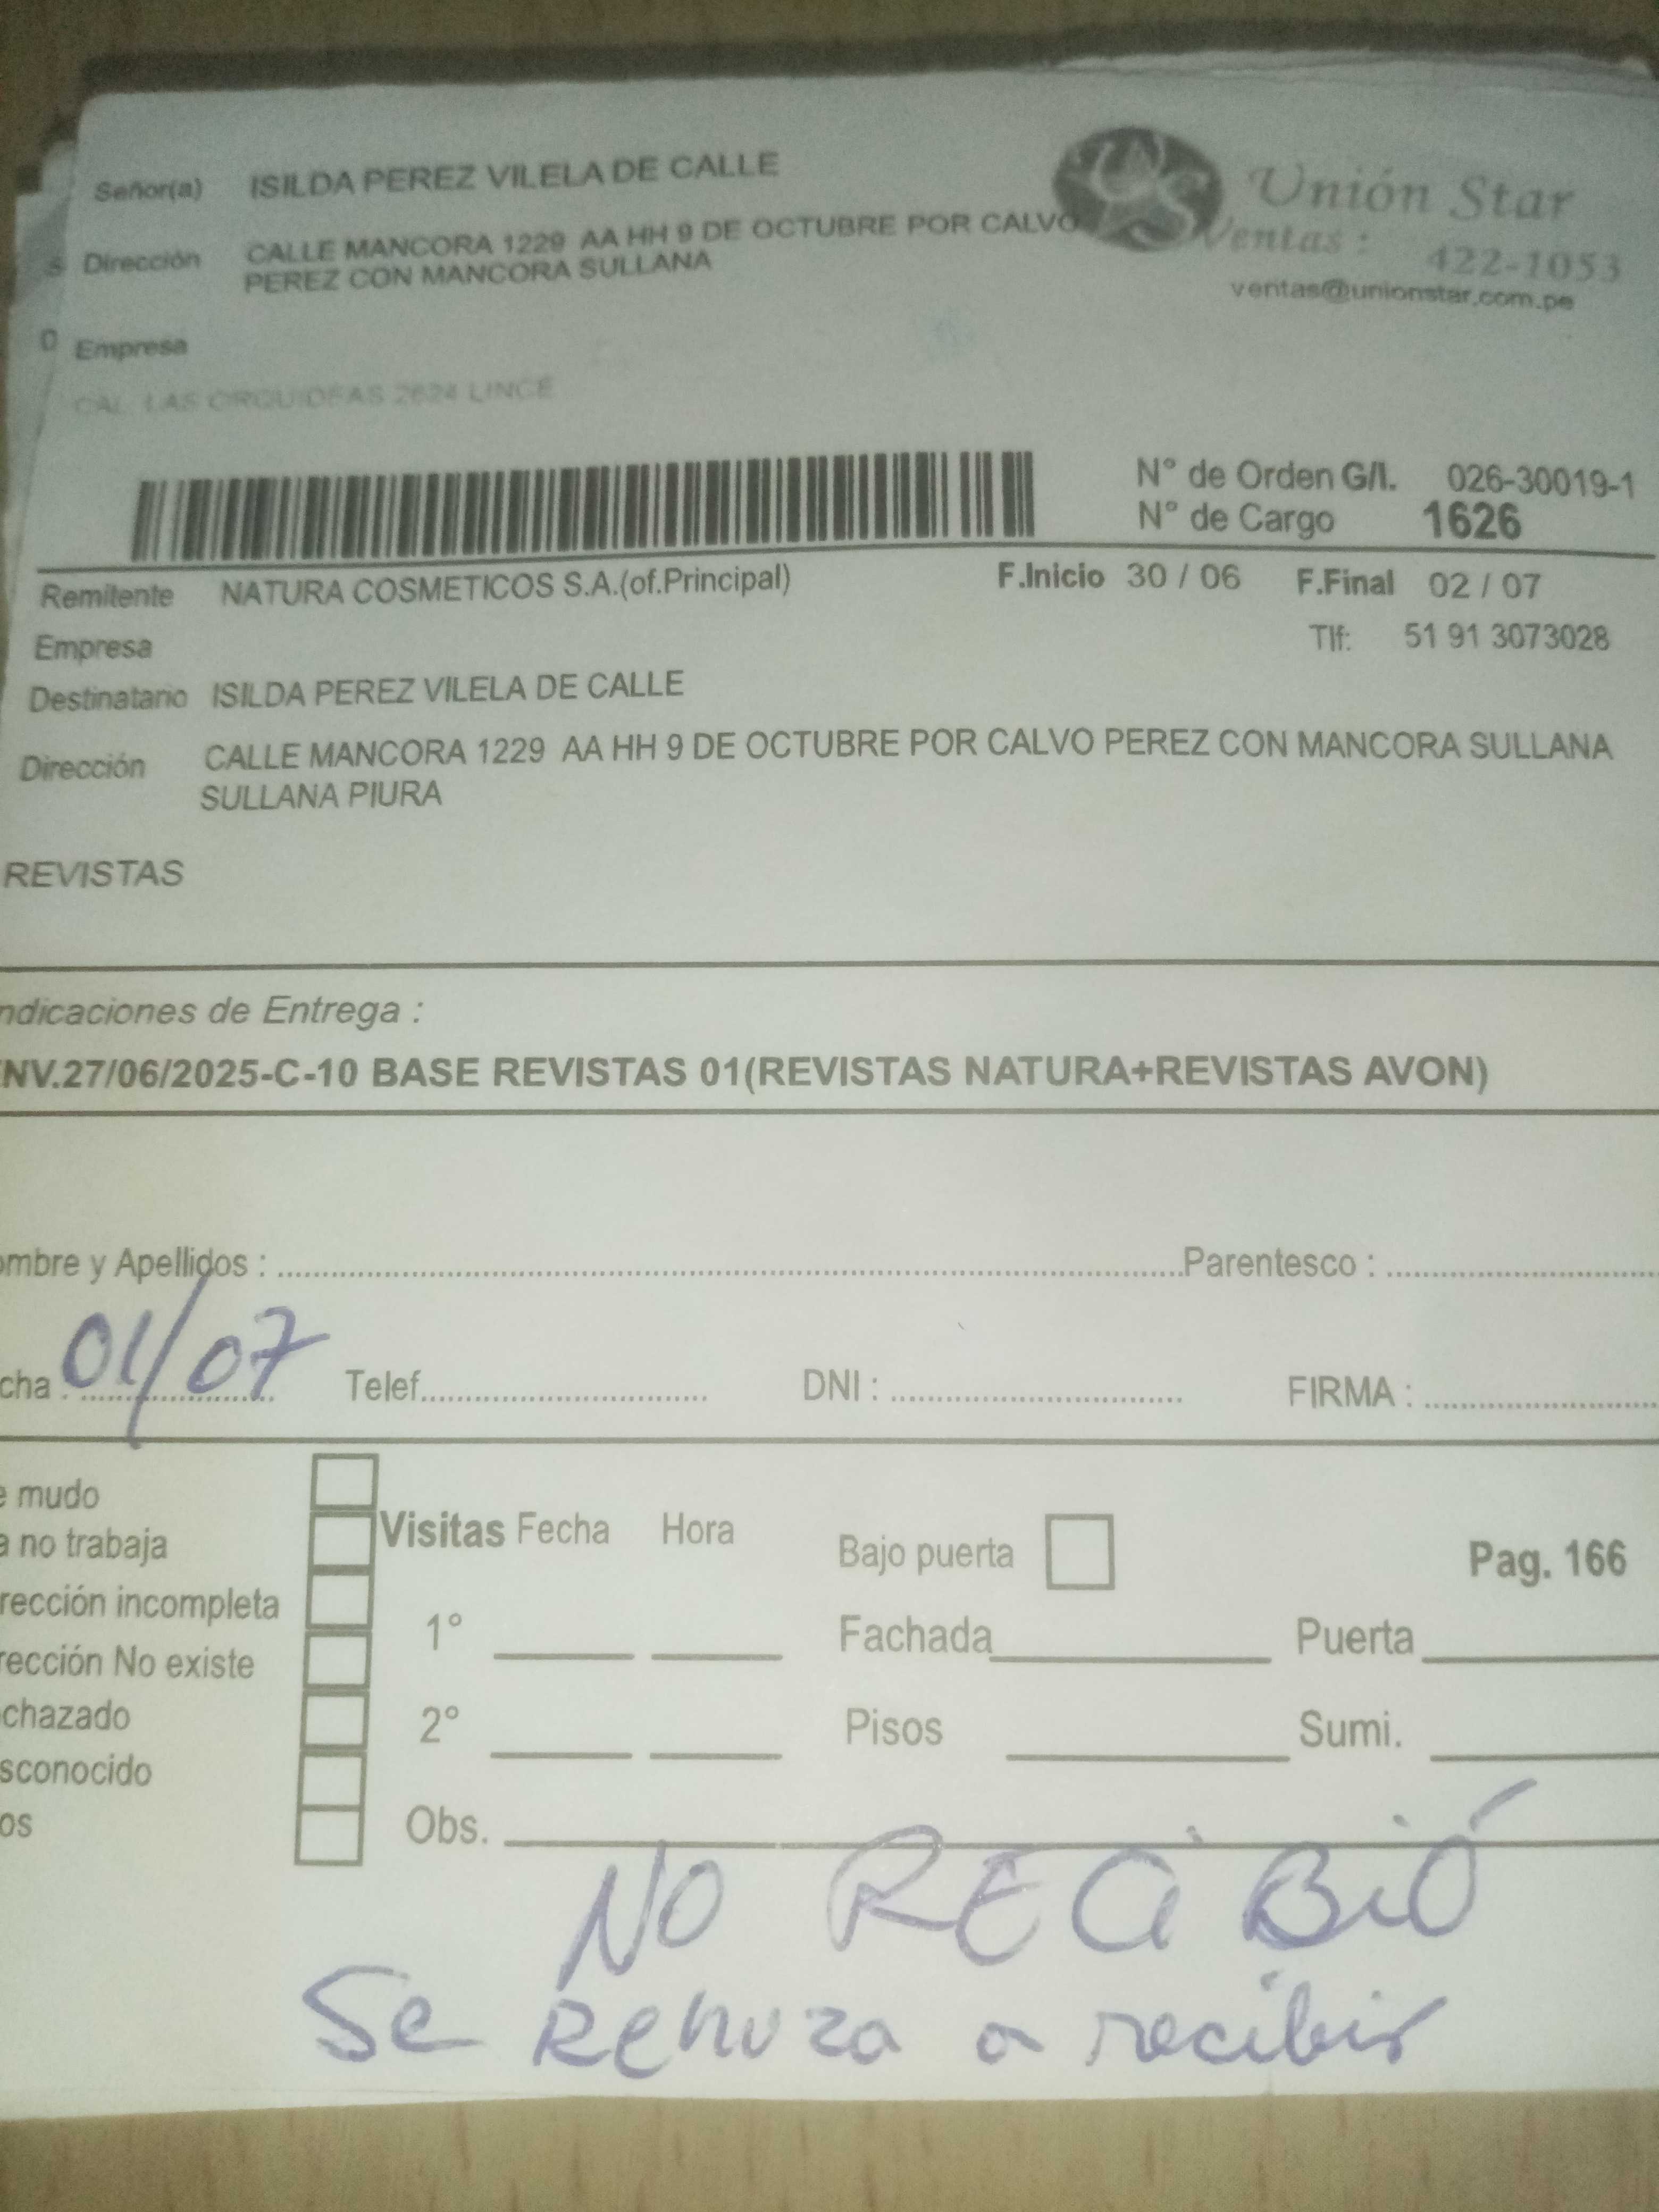 Señor(a) ISILDA PEREZ VILELA DE CALLE
Unión Star
Dirección CALLE MANCORA 1229 AA HH 9 DE OCTUBRE POR CALVO
PEREZ CON MANCORA SULLANA
Ventas : 422-1053
ventas@unionstar.com.pe
Empresa
CAL. LAS ORQUIDEAS 2624 LINCE
N° de Orden G/I. 026-30019-1
N° de Cargo 1626
Remitente NATURA COSMETICOS S.A.(of.Principal) F.Inicio 30 / 06 F.Final 02 / 07
Empresa Tlf: 51 91 3073028
Destinatario ISILDA PEREZ VILELA DE CALLE
Dirección CALLE MANCORA 1229 AA HH 9 DE OCTUBRE POR CALVO PEREZ CON MANCORA SULLANA
SULLANA PIURA
REVISTAS
ndicaciones de Entrega :
NV.27/06/2025-C-10 BASE REVISTAS 01(REVISTAS NATURA+REVISTAS AVON)
ombre y Apellidos : Parentesco :
cha : 01/07 Telef. DNI : FIRMA :
e mudo
a no trabaja
rección incompleta
rección No existe
chazado
sconocido
os
Visitas Fecha Hora
1°
2°
Bajo puerta Pag. 166
Fachada Puerta
Pisos Sumi.
Obs.
NO RECiBiÓ
Se Rehuza a recibir